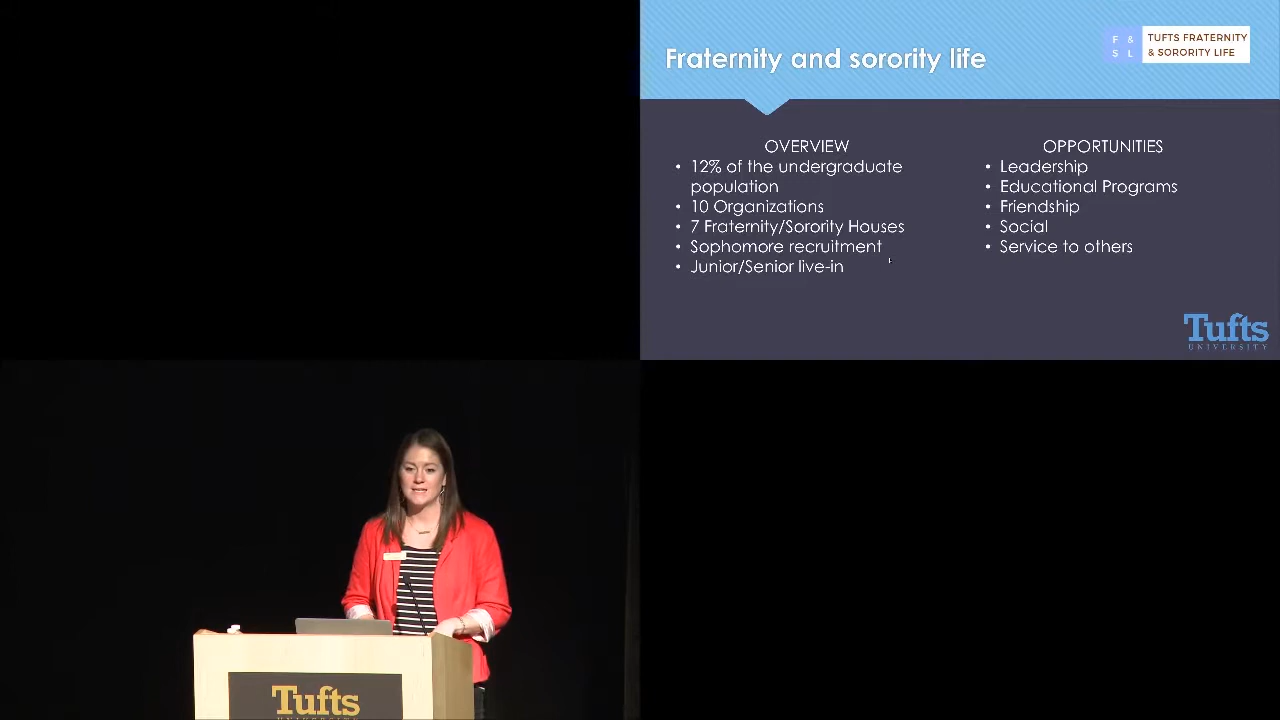 Fraternity and sorority life
F &
S L
TUFTS FRATERNITY
& SORORITY LIFE
OVERVIEW
• 12% of the undergraduate
population
• 10 Organizations
• 7 Fraternity/Sorority Houses
• Sophomore recruitment
• Junior/Senior live-in
OPPORTUNITIES
• Leadership
• Educational Programs
• Friendship
• Social
• Service to others
Tufts
UNIVERSITY
Tufts
UNIVERSITY